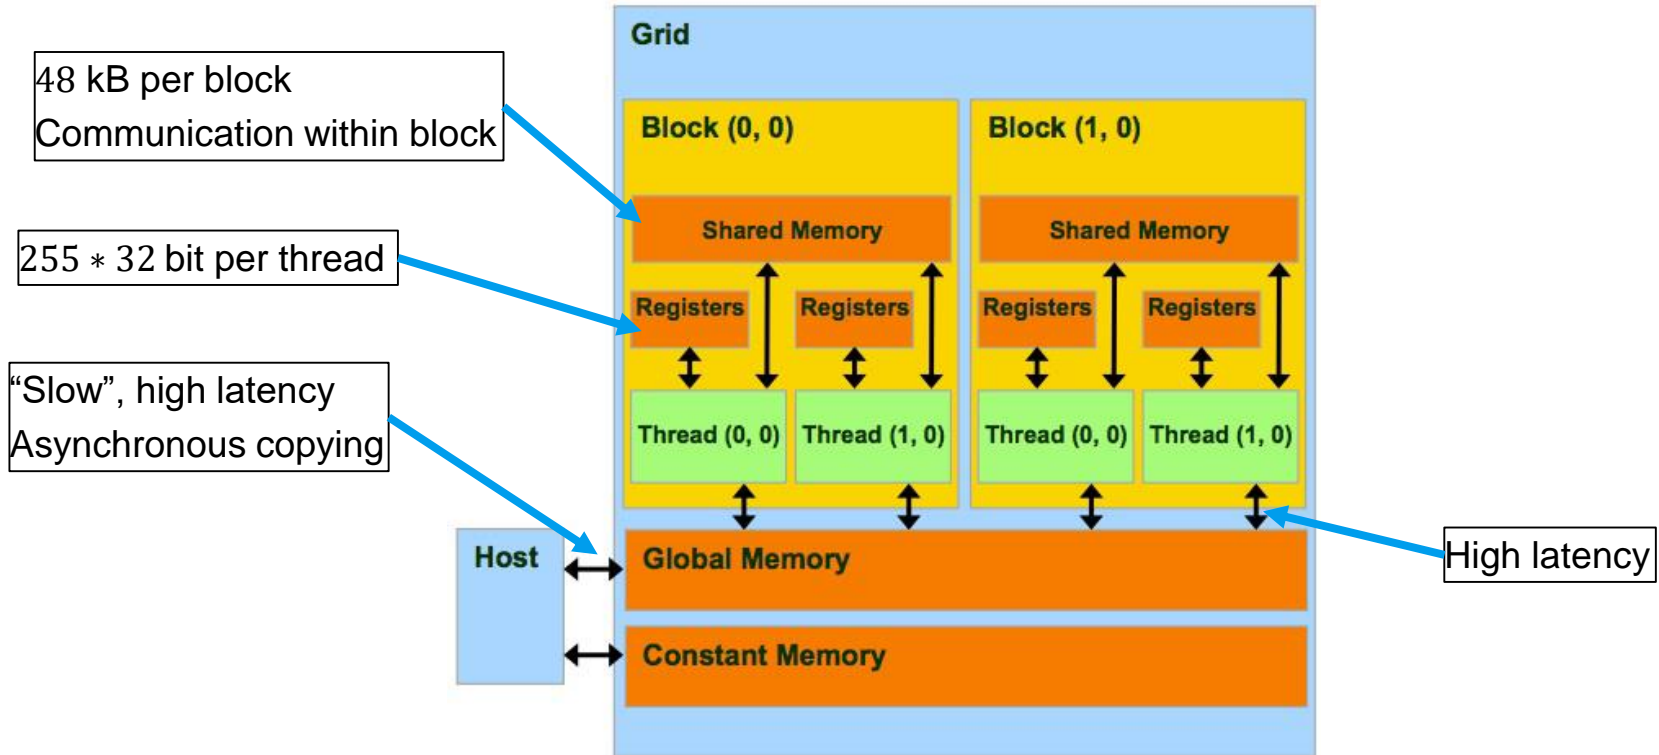 Grid
48 kB per block
Communication within block
Block (0, 0)
Block (1, 0)
Shared Memory
Shared Memory
255 ∗ 32 bit per thread
Registers
Registers
Registers
Registers
“Slow”, high latency
Asynchronous copying
Thread (0, 0)
Thread (1, 0)
Thread (0, 0)
Thread (1, 0)
Host
Global Memory
High latency
Constant Memory